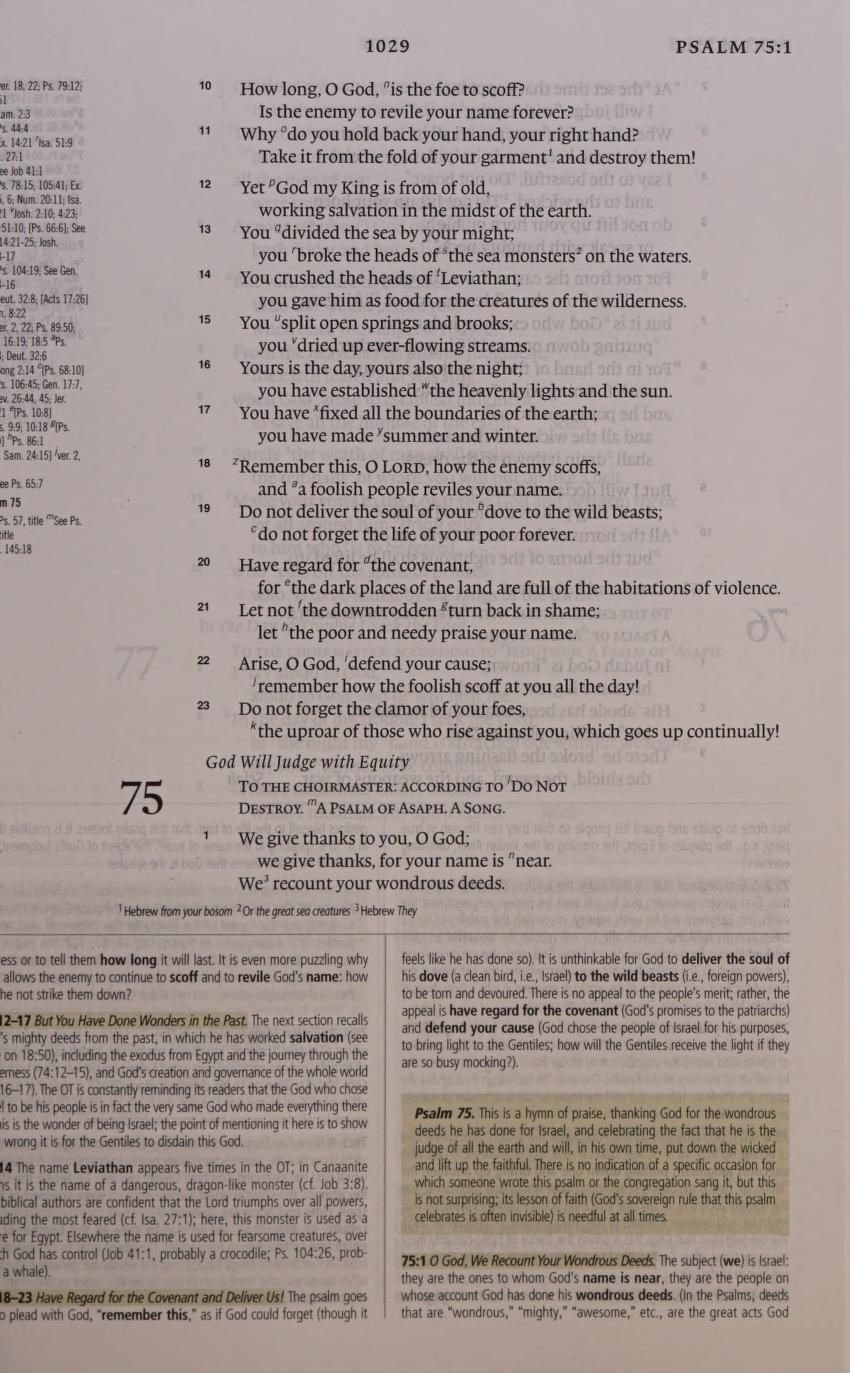 1029 PSALM 75:1
er. 18, 22; Ps. 79:12;
am. 2:3
s. 44:4
x. 14:21 ʳIsa. 51:9
. 27:1
ee Job 41:1
s. 78:15; 105:41; Ex.
, 6; Num. 20:11; Isa.
51:10; [Ps. 66:6]; See
14:21-25; Josh.
-17
s. 104:19; See Gen.
-16
eut. 32:8; [Acts 17:26]
. 8:22
er. 2, 22; Ps. 89:50;
16:19; 18:5 ᵃPs.
; Deut. 32:6
ong 2:14 ᶜ[Ps. 68:10]
s. 106:45; Gen. 17:7,
ev. 26:44, 45; Jer.
1 ᵉ[Ps. 10:8]
s. 9:9; 10:18 ᵍ[Ps.
] ʰPs. 86:1
Sam. 24:15] ʲver. 2,
ee Ps. 65:7
m 75
Ps. 57, title ᵐSee Ps.
title
. 145:18
10 How long, O God, ⁿis the foe to scoff?
Is the enemy to revile your name forever?
11 Why ᵒdo you hold back your hand, your right hand?
Take it from the fold of your garment¹ and destroy them!
12 Yet ᵖGod my King is from of old,
working salvation in the midst of the earth.
13 You ᵍdivided the sea by your might;
you ʳbroke the heads of ˢthe sea monsters² on the waters.
14 You crushed the heads of ᵗLeviathan;
you gave him as food for the creatures of the wilderness.
15 You ᵘsplit open springs and brooks;
you ᵛdried up ever-flowing streams.
16 Yours is the day, yours also the night;
you have established ʷthe heavenly lights and the sun.
17 You have ˣfixed all the boundaries of the earth;
you have made ʸsummer and winter.
18 ᶻRemember this, O LORD, how the enemy scoffs,
and ᵃa foolish people reviles your name.
19 Do not deliver the soul of your ᵇdove to the wild beasts;
ᶜdo not forget the life of your poor forever.
20 Have regard for ᵈthe covenant,
for ᵉthe dark places of the land are full of the habitations of violence.
21 Let not ᶠthe downtrodden ᵍturn back in shame;
let ʰthe poor and needy praise your name.
22 Arise, O God, ⁱdefend your cause;
ʲremember how the foolish scoff at you all the day!
23 Do not forget the clamor of your foes,
ᵏthe uproar of those who rise against you, which goes up continually!
God Will Judge with Equity
75 TO THE CHOIRMASTER: ACCORDING TO ˡDO NOT
DESTROY. ᵐA PSALM OF ASAPH. A SONG.
1 We give thanks to you, O God;
we give thanks, for your name is ⁿnear.
We³ recount your wondrous deeds.
¹ Hebrew from your bosom ² Or the great sea creatures ³ Hebrew They
ess or to tell them how long it will last. It is even more puzzling why
allows the enemy to continue to scoff and to revile God's name: how
he not strike them down?
2–17 But You Have Done Wonders in the Past. The next section recalls
's mighty deeds from the past, in which he has worked salvation (see
on 18:50), including the exodus from Egypt and the journey through the
erness (74:12–15), and God's creation and governance of the whole world
16–17). The OT is constantly reminding its readers that the God who chose
l to be his people is in fact the very same God who made everything there
is is the wonder of being Israel; the point of mentioning it here is to show
wrong it is for the Gentiles to disdain this God.
14 The name Leviathan appears five times in the OT; in Canaanite
ns it is the name of a dangerous, dragon-like monster (cf. Job 3:8).
biblical authors are confident that the Lord triumphs over all powers,
uding the most feared (cf. Isa. 27:1); here, this monster is used as a
e for Egypt. Elsewhere the name is used for fearsome creatures, over
h God has control (Job 41:1, probably a crocodile; Ps. 104:26, prob-
a whale).
8–23 Have Regard for the Covenant and Deliver Us! The psalm goes
o plead with God, “remember this,” as if God could forget (though it
feels like he has done so). It is unthinkable for God to deliver the soul of
his dove (a clean bird, i.e., Israel) to the wild beasts (i.e., foreign powers),
to be torn and devoured. There is no appeal to the people's merit; rather, the
appeal is have regard for the covenant (God's promises to the patriarchs)
and defend your cause (God chose the people of Israel for his purposes,
to bring light to the Gentiles; how will the Gentiles receive the light if they
are so busy mocking?).
Psalm 75. This is a hymn of praise, thanking God for the wondrous
deeds he has done for Israel, and celebrating the fact that he is the
judge of all the earth and will, in his own time, put down the wicked
and lift up the faithful. There is no indication of a specific occasion for
which someone wrote this psalm or the congregation sang it, but this
is not surprising; its lesson of faith (God's sovereign rule that this psalm
celebrates is often invisible) is needful at all times.
75:1 O God, We Recount Your Wondrous Deeds. The subject (we) is Israel:
they are the ones to whom God's name is near, they are the people on
whose account God has done his wondrous deeds. (In the Psalms, deeds
that are “wondrous,” “mighty,” “awesome,” etc., are the great acts God